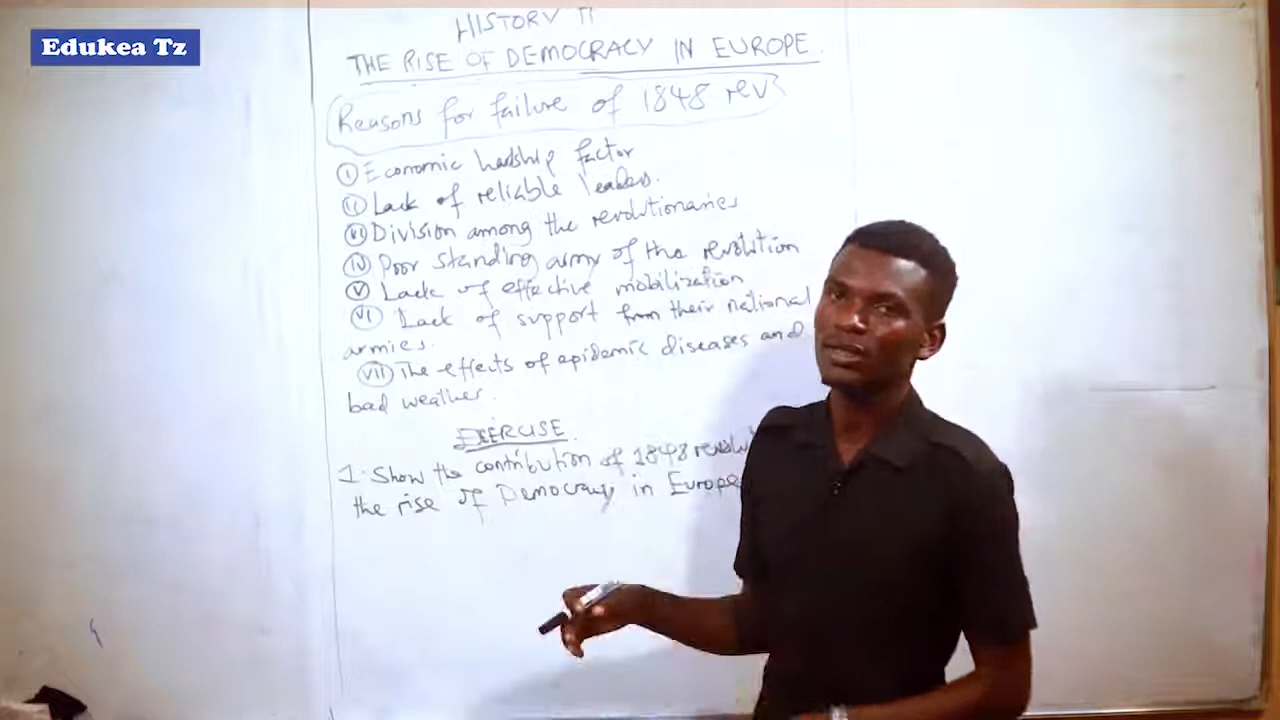 Edukea Tz
HISTORY II
THE RISE OF DEMOCRACY IN EUROPE.
Reasons for failure of 1848 revs
(i) Economic hardship factor
(ii) Lack of reliable leaders.
(iii) Division among the revolutionaries
(iv) Poor standing army of the revolution
(v) Lack of effective mobilization
(vi) Lack of support from their national
armies.
(vii) The effects of epidemic diseases and
bad weather.
EXERCISE.
1. Show the contribution of 1848
the rise of Democracy in Europe